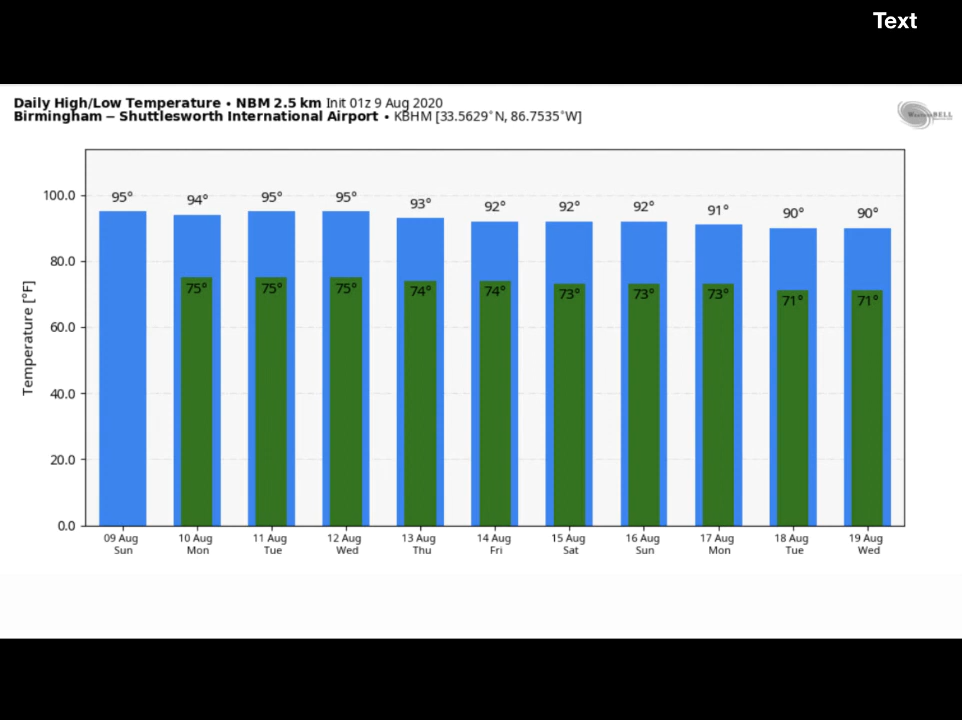 Text
Daily High/Low Temperature • NBM 2.5 km Init 01z 9 Aug 2020
Birmingham – Shuttlesworth International Airport • KBHM [33.5629°N, 86.7535°W]
WeatherBELL
95° 94° 95° 95° 93° 92° 92° 92° 91° 90° 90°
75° 75° 75° 74° 74° 73° 73° 73° 71° 71°
Temperature [°F]
100.0
80.0
60.0
40.0
20.0
0.0
09 Aug 10 Aug 11 Aug 12 Aug 13 Aug 14 Aug 15 Aug 16 Aug 17 Aug 18 Aug 19 Aug
Sun Mon Tue Wed Thu Fri Sat Sun Mon Tue Wed